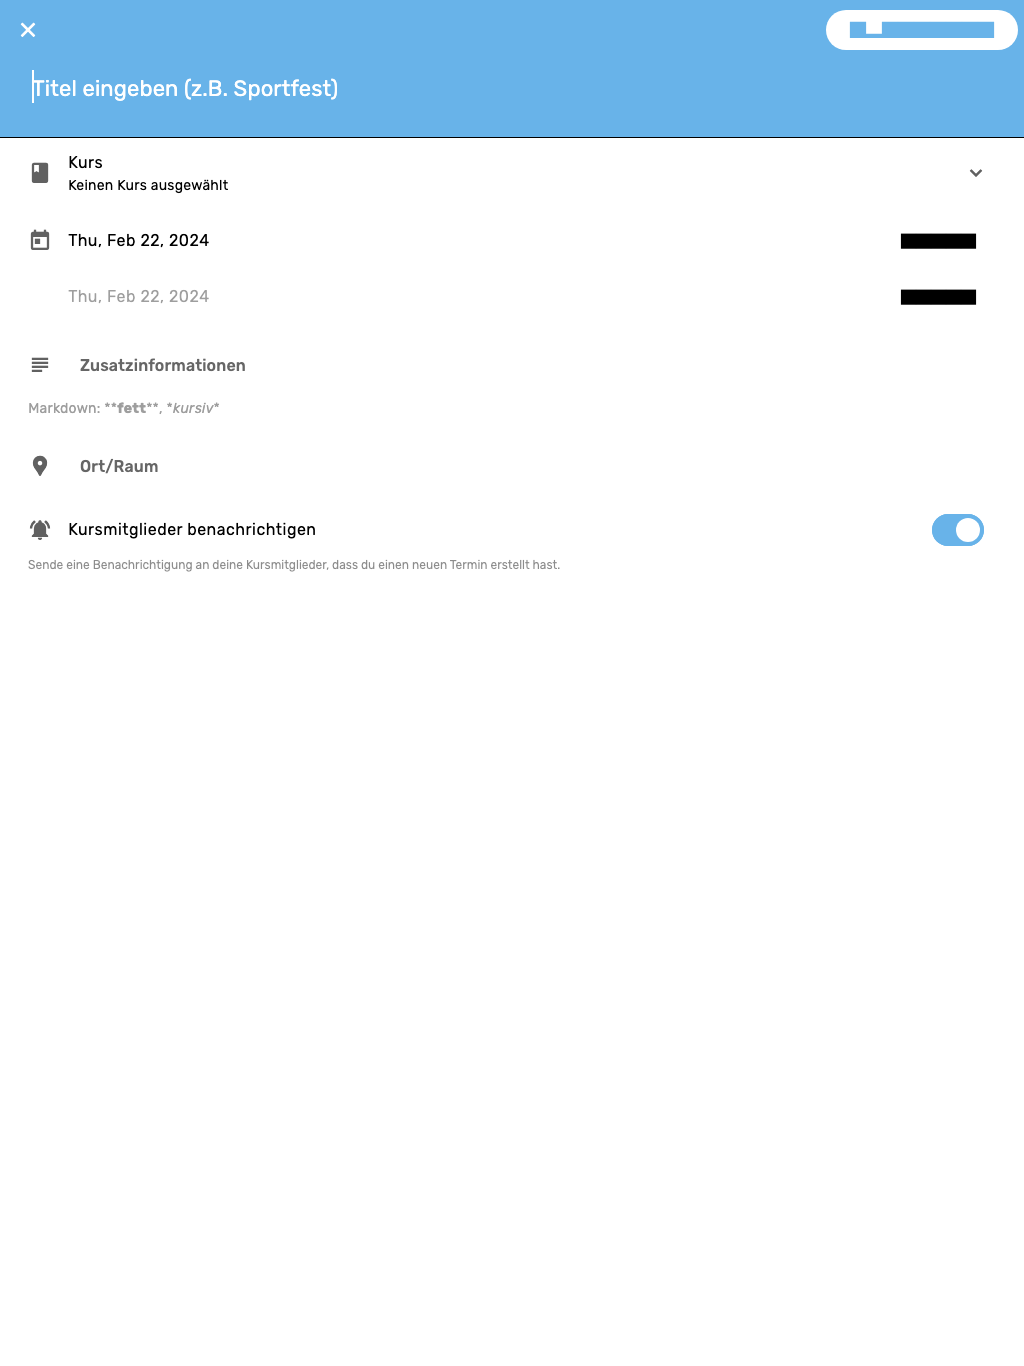 Titel eingeben (z.B. Sportfest)
Kurs
Keinen Kurs ausgewählt
Thu, Feb 22, 2024
Thu, Feb 22, 2024
Zusatzinformationen
Markdown: **fett**, *kursiv*
Ort/Raum
Kursmitglieder benachrichtigen
Sende eine Benachrichtigung an deine Kursmitglieder, dass du einen neuen Termin erstellt hast.